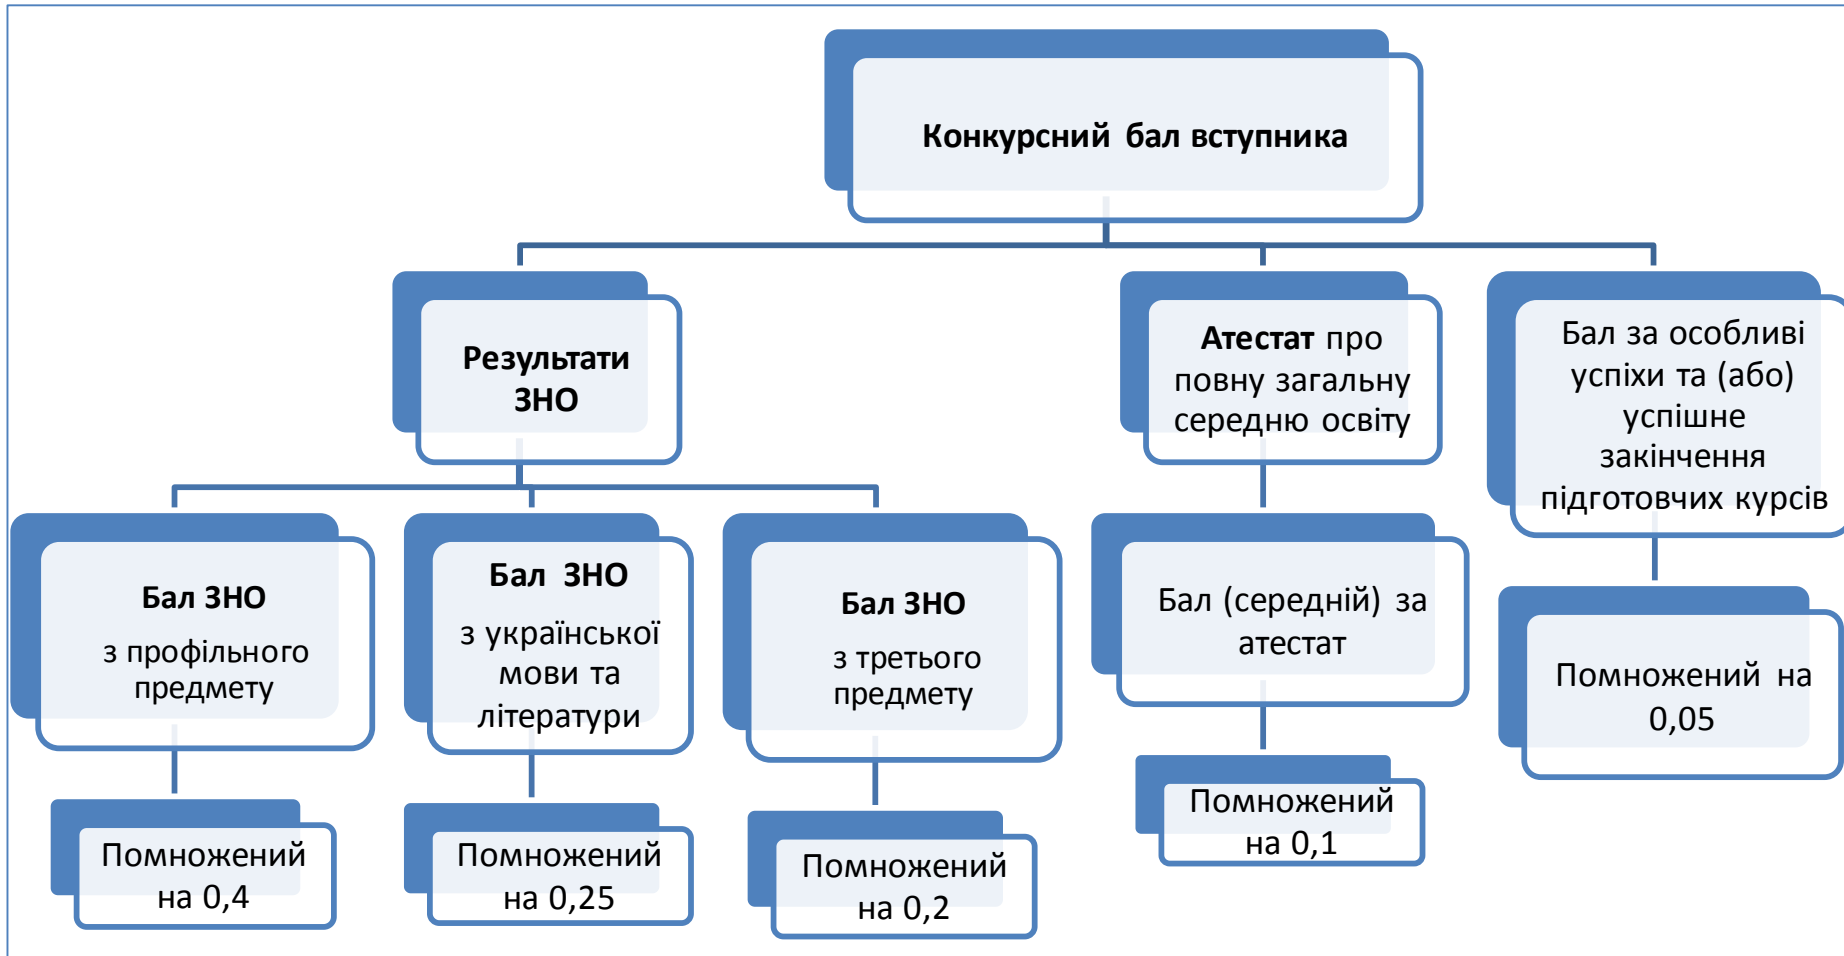 Конкурсний бал вступника
Результати
ЗНО
Атестат про
повну загальну
середню освіту
Бал за особливі
успіхи та (або)
успішне
закінчення
підготовчих курсів
Бал ЗНО
з профільного
предмету
Бал ЗНО
з української
мови та
літератури
Бал ЗНО
з третього
предмету
Бал (середній) за
атестат
Помножений на
0,05
Помножений
на 0,4
Помножений
на 0,25
Помножений
на 0,2
Помножений
на 0,1